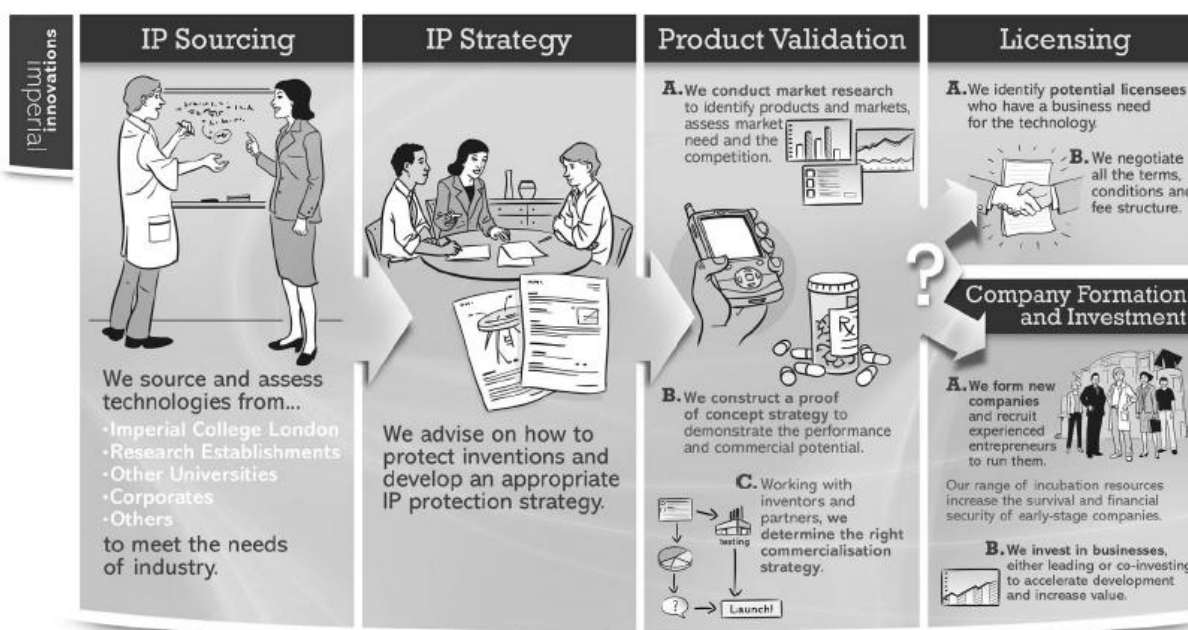 imperial
innovations
IP Sourcing
We source and assess
technologies from...
•Imperial College London
•Research Establishments
•Other Universities
•Corporates
•Others
to meet the needs
of industry.
IP Strategy
We advise on how to
protect inventions and
develop an appropriate
IP protection strategy.
Product Validation
A. We conduct market research
to identify products and markets,
assess market
need and the
competition.
Rx
B. We construct a proof
of concept strategy to
demonstrate the performance
and commercial potential.
C. Working with
inventors and
partners, we
determine the right
commercialisation
strategy.
testing
?
Launch!
?
Licensing
A. We identify potential licensees
who have a business need
for the technology.
B. We negotiate
all the terms,
conditions and
fee structure.
Company Formation
and Investment
A. We form new
companies
and recruit
experienced
entrepreneurs
to run them.
Our range of incubation resources
increase the survival and financial
security of early-stage companies.
B. We invest in businesses,
either leading or co-investing
to accelerate development
and increase value.